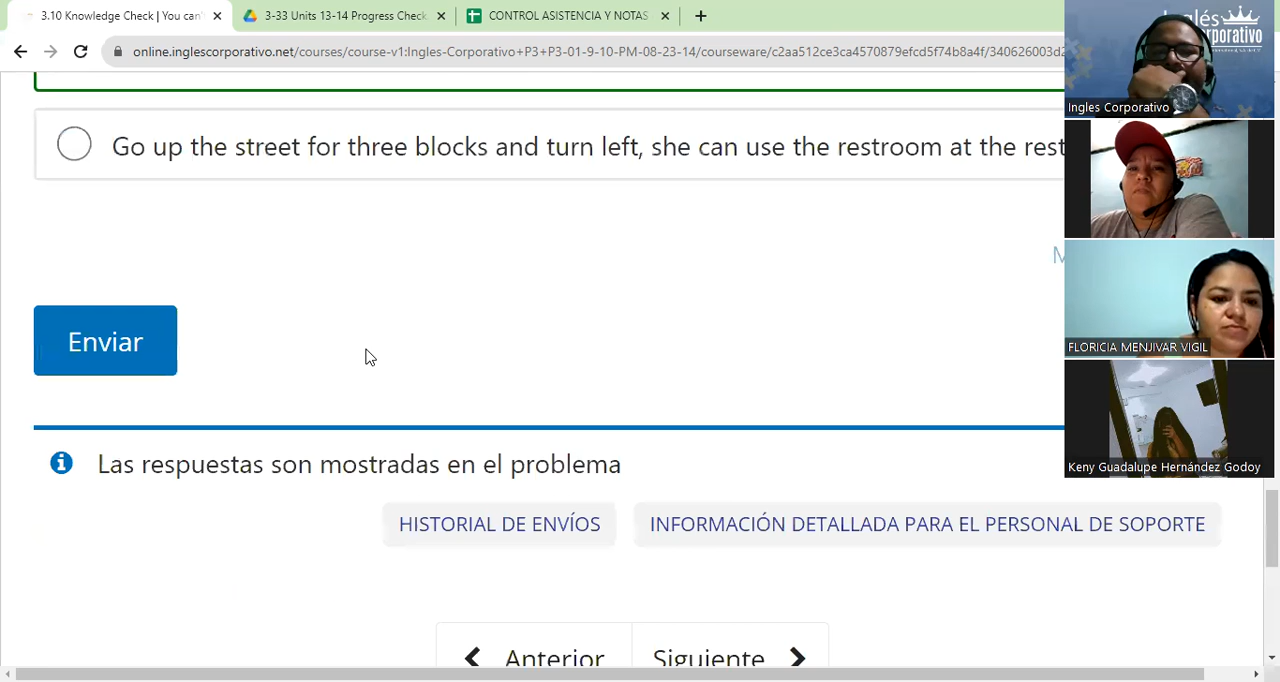 3.10 Knowledge Check | You can'
3-33 Units 13-14 Progress Check
CONTROL ASISTENCIA Y NOTAS
online.inglescorporativo.net/courses/course-v1:Ingles-Corporativo+P3+P3-01-9-10-PM-08-23-14/courseware/c2aa512ce3ca4570879efcd5f74b8a4f/340626003d2
Go up the street for three blocks and turn left, she can use the restroom at the rest
M
Enviar
Las respuestas son mostradas en el problema
HISTORIAL DE ENVÍOS
INFORMACIÓN DETALLADA PARA EL PERSONAL DE SOPORTE
Anterior
Siguiente
Inglés
Corporativo
Ingles Corporativo
FLORICIA MENJIVAR VIGIL
Keny Guadalupe Hernández Godoy